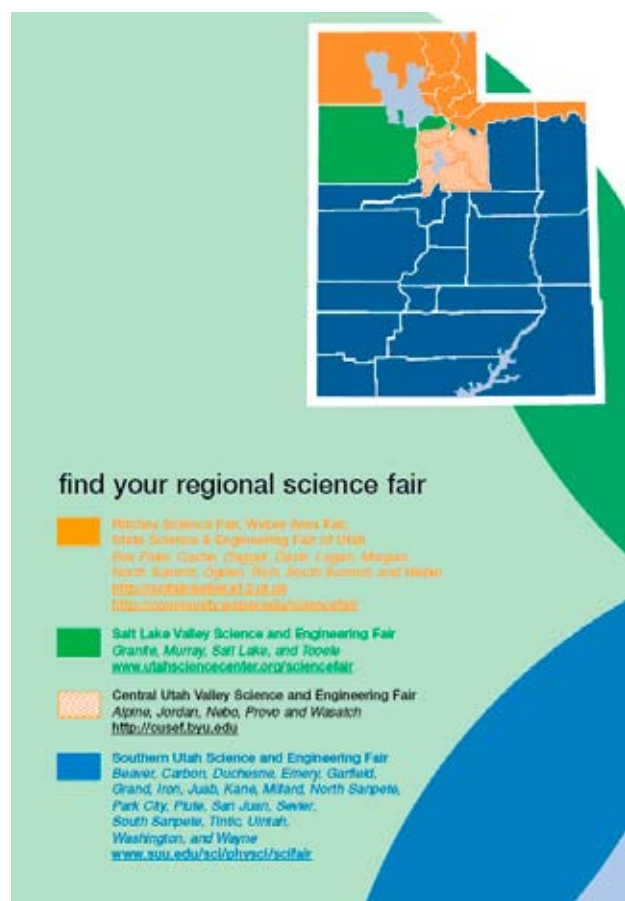 find your regional science fair
Ritchey Science Fair, Weber Area Fair,
State Science & Engineering Fair of Utah
Box Elder, Cache, Dagget, Davis, Logan, Morgan,
North Summit, Ogden, Rich, South Summit, and Weber
Salt Lake Valley Science and Engineering Fair
Granite, Murray, Salt Lake, and Tooele
www.utahsciencecenter.org/sciencefair
Central Utah Valley Science and Engineering Fair
Alpine, Jordan, Nebo, Provo and Wasatch
http://cusef.byu.edu
Southern Utah Science and Engineering Fair
Beaver, Carbon, Duchesne, Emery, Garfield,
Grand, Iron, Juab, Kane, Millard, North Sanpete,
Park City, Piute, San Juan, Sevier,
South Sanpete, Tintic, Uintah,
Washington, and Wayne
www.suu.edu/sci/physci/scifair